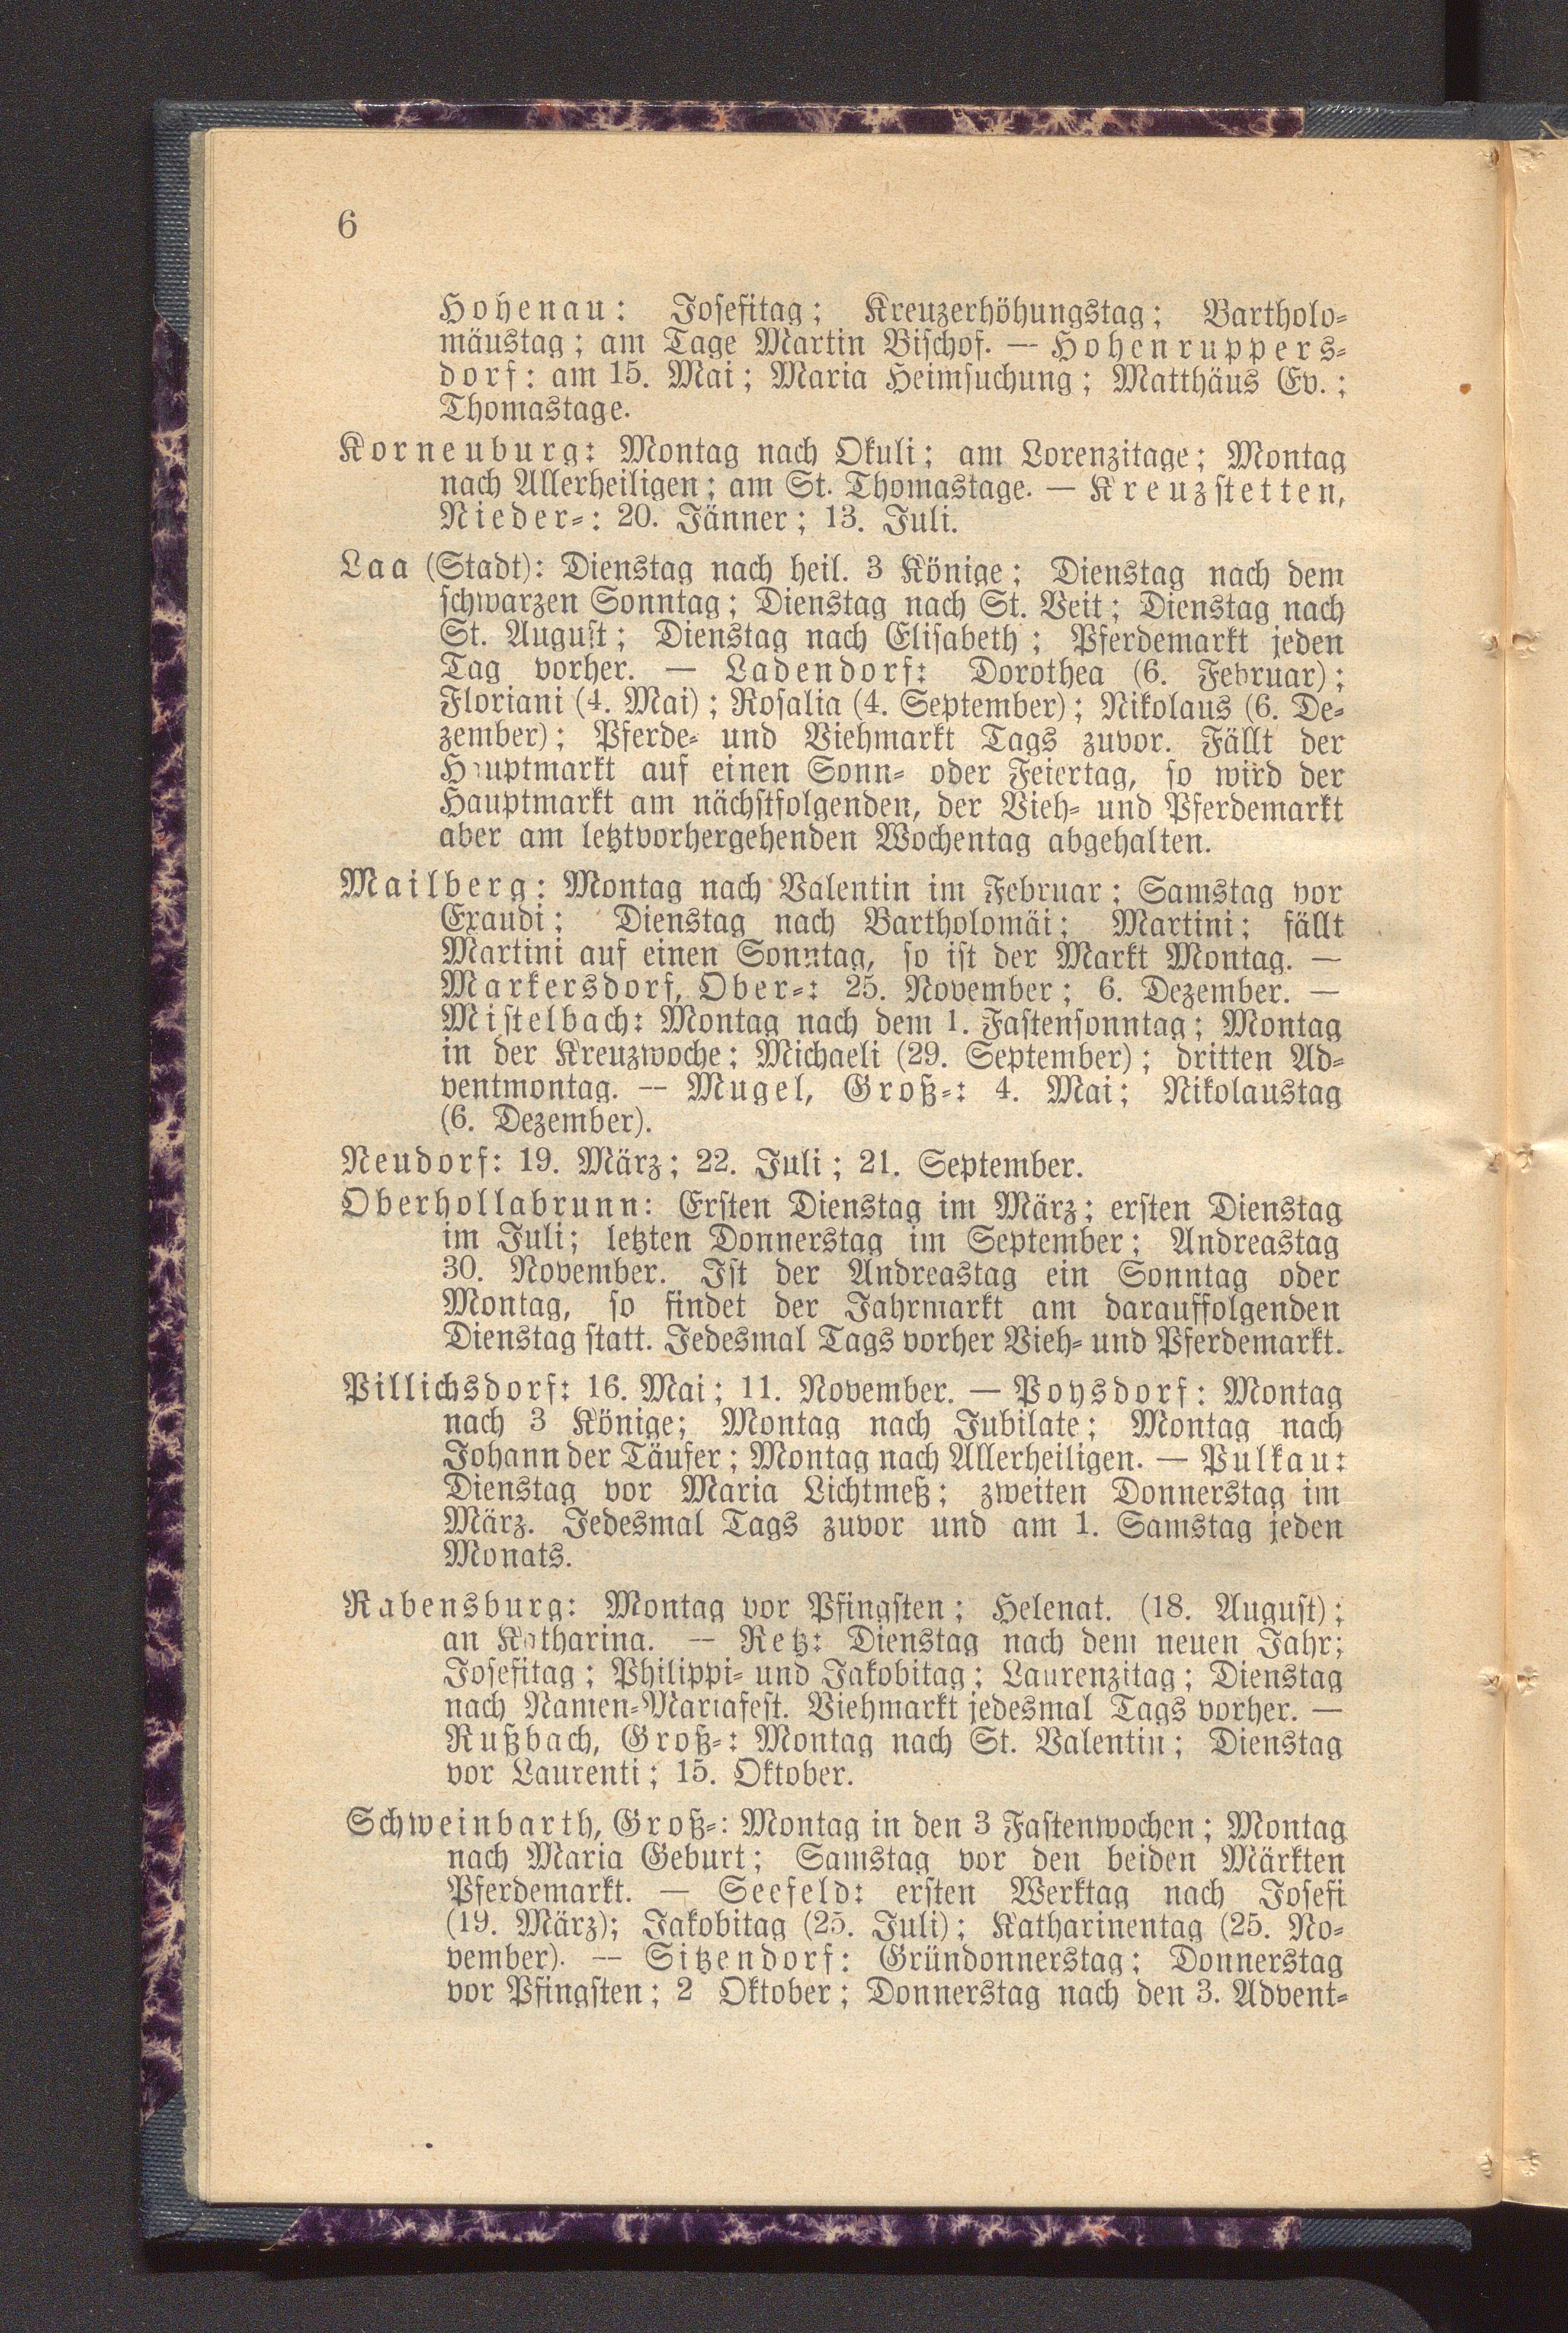 6
Hohenau: Josefitag; Kreuzerhöhungstag; Bartholo-
mäustag; am Tage Martin Bischof. — Hohenruppers-
dorf: am 15. Mai; Maria Heimsuchung; Matthäus Ev.;
Thomastage.
Korneuburg: Montag nach Okuli; am Lorenzitage; Montag
nach Allerheiligen; am St. Thomastage. — Kreuzstetten,
Nieder-: 20. Jänner; 13. Juli.
Laa (Stadt): Dienstag nach heil. 3 Könige; Dienstag nach dem
schwarzen Sonntag; Dienstag nach St. Veit; Dienstag nach
St. August; Dienstag nach Elisabeth; Pferdemarkt jeden
Tag vorher. — Ladendorf: Dorothea (6. Februar);
Floriani (4. Mai); Rosalia (4. September); Nikolaus (6. De-
zember); Pferde- und Viehmarkt Tags zuvor. Fällt der
Hauptmarkt auf einen Sonn- oder Feiertag, so wird der
Hauptmarkt am nächstfolgenden, der Vieh- und Pferdemarkt
aber am letztvorhergehenden Wochentag abgehalten.
Mailberg: Montag nach Valentin im Februar; Samstag vor
Exaudi; Dienstag nach Bartholomäi; Martini; fällt
Martini auf einen Sonntag, so ist der Markt Montag. —
Markersdorf, Ober-: 25. November; 6. Dezember. —
Mistelbach: Montag nach dem 1. Fastensonntag; Montag
in der Kreuzwoche; Michaeli (29. September); dritten Ad-
ventmontag. — Mugel, Groß-: 4. Mai; Nikolaustag
(6. Dezember).
Neudorf: 19. März; 22. Juli; 21. September.
Oberhollabrunn: Ersten Dienstag im März; ersten Dienstag
im Juli; letzten Donnerstag im September; Andreastag
30. November. Ist der Andreastag ein Sonntag oder
Montag, so findet der Jahrmarkt am darauffolgenden
Dienstag statt. Jedesmal Tags vorher Vieh- und Pferdemarkt.
Pillichsdorf: 16. Mai; 11. November. — Poysdorf: Montag
nach 3 Könige; Montag nach Jubilate; Montag nach
Johann der Täufer; Montag nach Allerheiligen. — Pulkau:
Dienstag vor Maria Lichtmeß; zweiten Donnerstag im
März. Jedesmal Tags zuvor und am 1. Samstag jeden
Monats.
Rabensburg: Montag vor Pfingsten; Helenat. (18. August);
an Katharina. — Retz: Dienstag nach dem neuen Jahr;
Josefitag; Philippi- und Jakobitag; Laurenzitag; Dienstag
nach Namen-Mariafest. Viehmarkt jedesmal Tags vorher. —
Rußbach, Groß-: Montag nach St. Valentin; Dienstag
vor Laurenti; 15. Oktober.
Schweinbarth, Groß-: Montag in den 3 Fastenwochen; Montag
nach Maria Geburt; Samstag vor den beiden Märkten
Pferdemarkt. — Seefeld: ersten Werktag nach Josefi
(19. März); Jakobitag (25. Juli); Katharinentag (25. No-
vember). — Sitzendorf: Gründonnerstag; Donnerstag
vor Pfingsten; 2 Oktober; Donnerstag nach den 3. Advent-